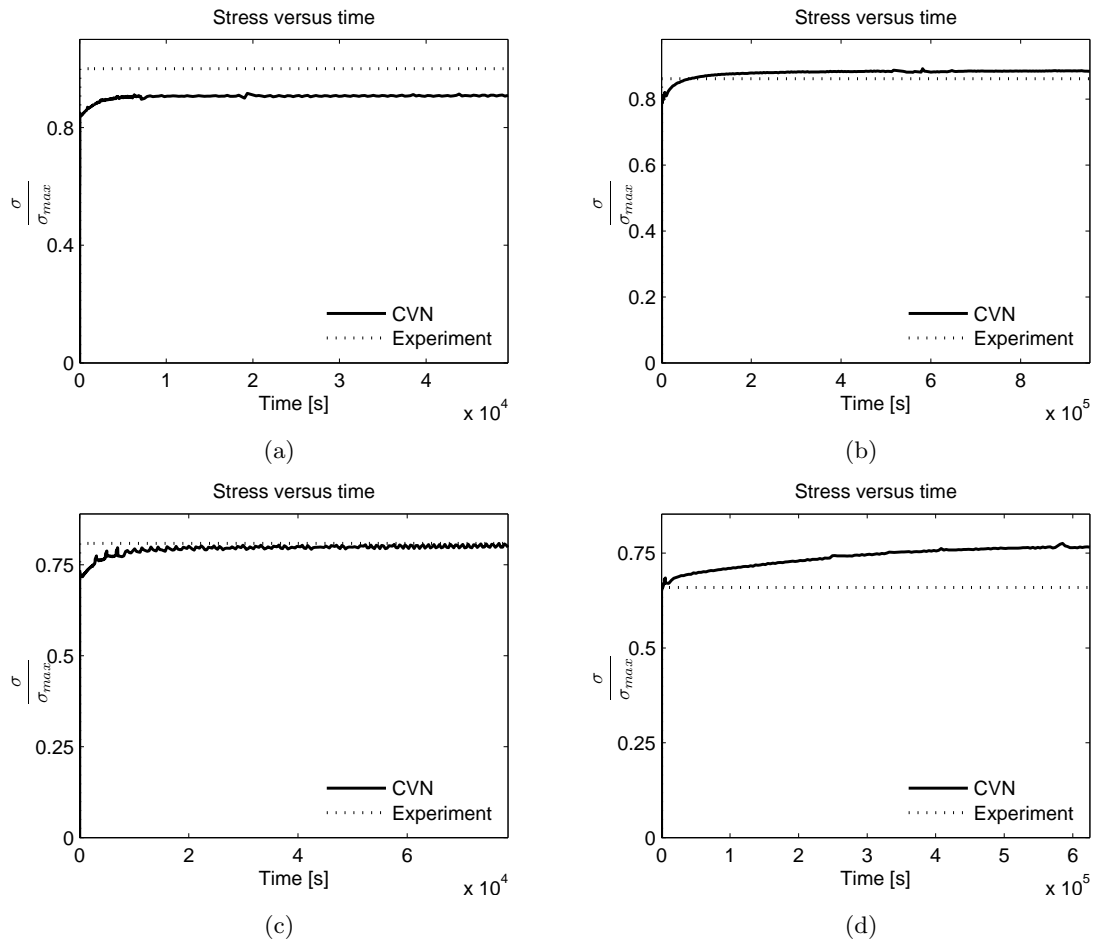 Stress versus time
0.8
0.4
0
σ
σmax
CVN
Experiment
0 1 2 3 4
Time [s]
x 10^4
(a)
Stress versus time
0.8
0.6
0.4
0.2
0
σ
σmax
CVN
Experiment
0 2 4 6 8
Time [s]
x 10^5
(b)
Stress versus time
0.75
0.5
0.25
0
σ
σmax
CVN
Experiment
0 2 4 6
Time [s]
x 10^4
(c)
Stress versus time
0.75
0.5
0.25
0
σ
σmax
CVN
Experiment
0 1 2 3 4 5 6
Time [s]
x 10^5
(d)